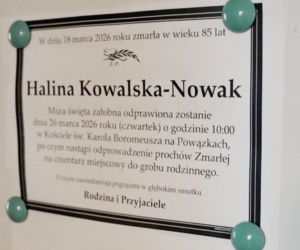 W dniu 18 marca 2026 roku zmarła w wieku 85 lat
Ś.P.
Halina Kowalska-Nowak
Msza święta żałobna odprawiona zostanie
dnia 26 marca 2026 roku (czwartek) o godzinie 10:00
w Kościele św. Karola Boromeusza na Powązkach,
po czym nastąpi odprowadzenie prochów Zmarłej
na cmentarz miejscowy do grobu rodzinnego.
O czym zawiadamiają pogrążeni w głębokim smutku
Rodzina i Przyjaciele